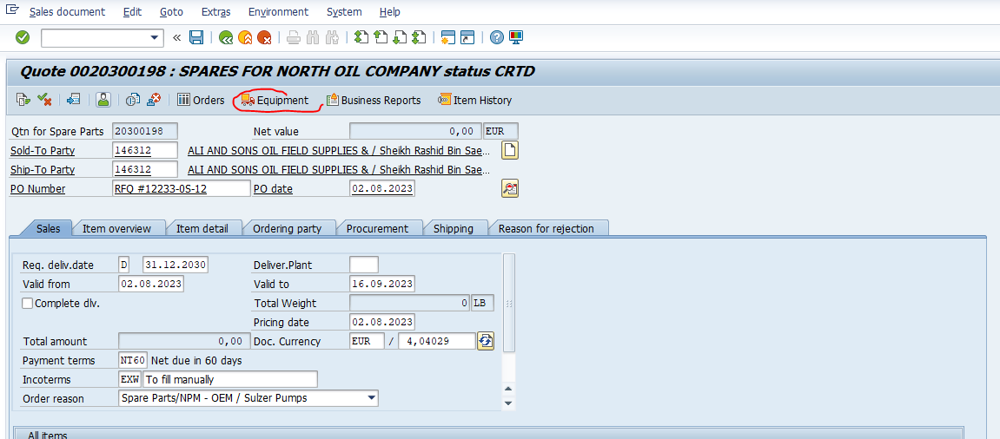 Sales document Edit Goto Extras Environment System Help
Quote 0020300198 : SPARES FOR NORTH OIL COMPANY status CRTD
Orders Equipment Business Reports Item History
Qtn for Spare Parts 20300198 Net value 0,00 EUR
Sold-To Party 146312 ALI AND SONS OIL FIELD SUPPLIES & / Sheikh Rashid Bin Sae...
Ship-To Party 146312 ALI AND SONS OIL FIELD SUPPLIES & / Sheikh Rashid Bin Sae...
PO Number RFQ #12233-0S-12 PO date 02.08.2023
Sales Item overview Item detail Ordering party Procurement Shipping Reason for rejection
Req. deliv.date D 31.12.2030 Deliver.Plant
Valid from 02.08.2023 Valid to 16.09.2023
Complete dlv. Total Weight 0 LB
Pricing date 02.08.2023
Total amount 0,00 Doc. Currency EUR / 4,04029
Payment terms NT60 Net due in 60 days
Incoterms EXW To fill manually
Order reason Spare Parts/NPM - OEM / Sulzer Pumps
All items